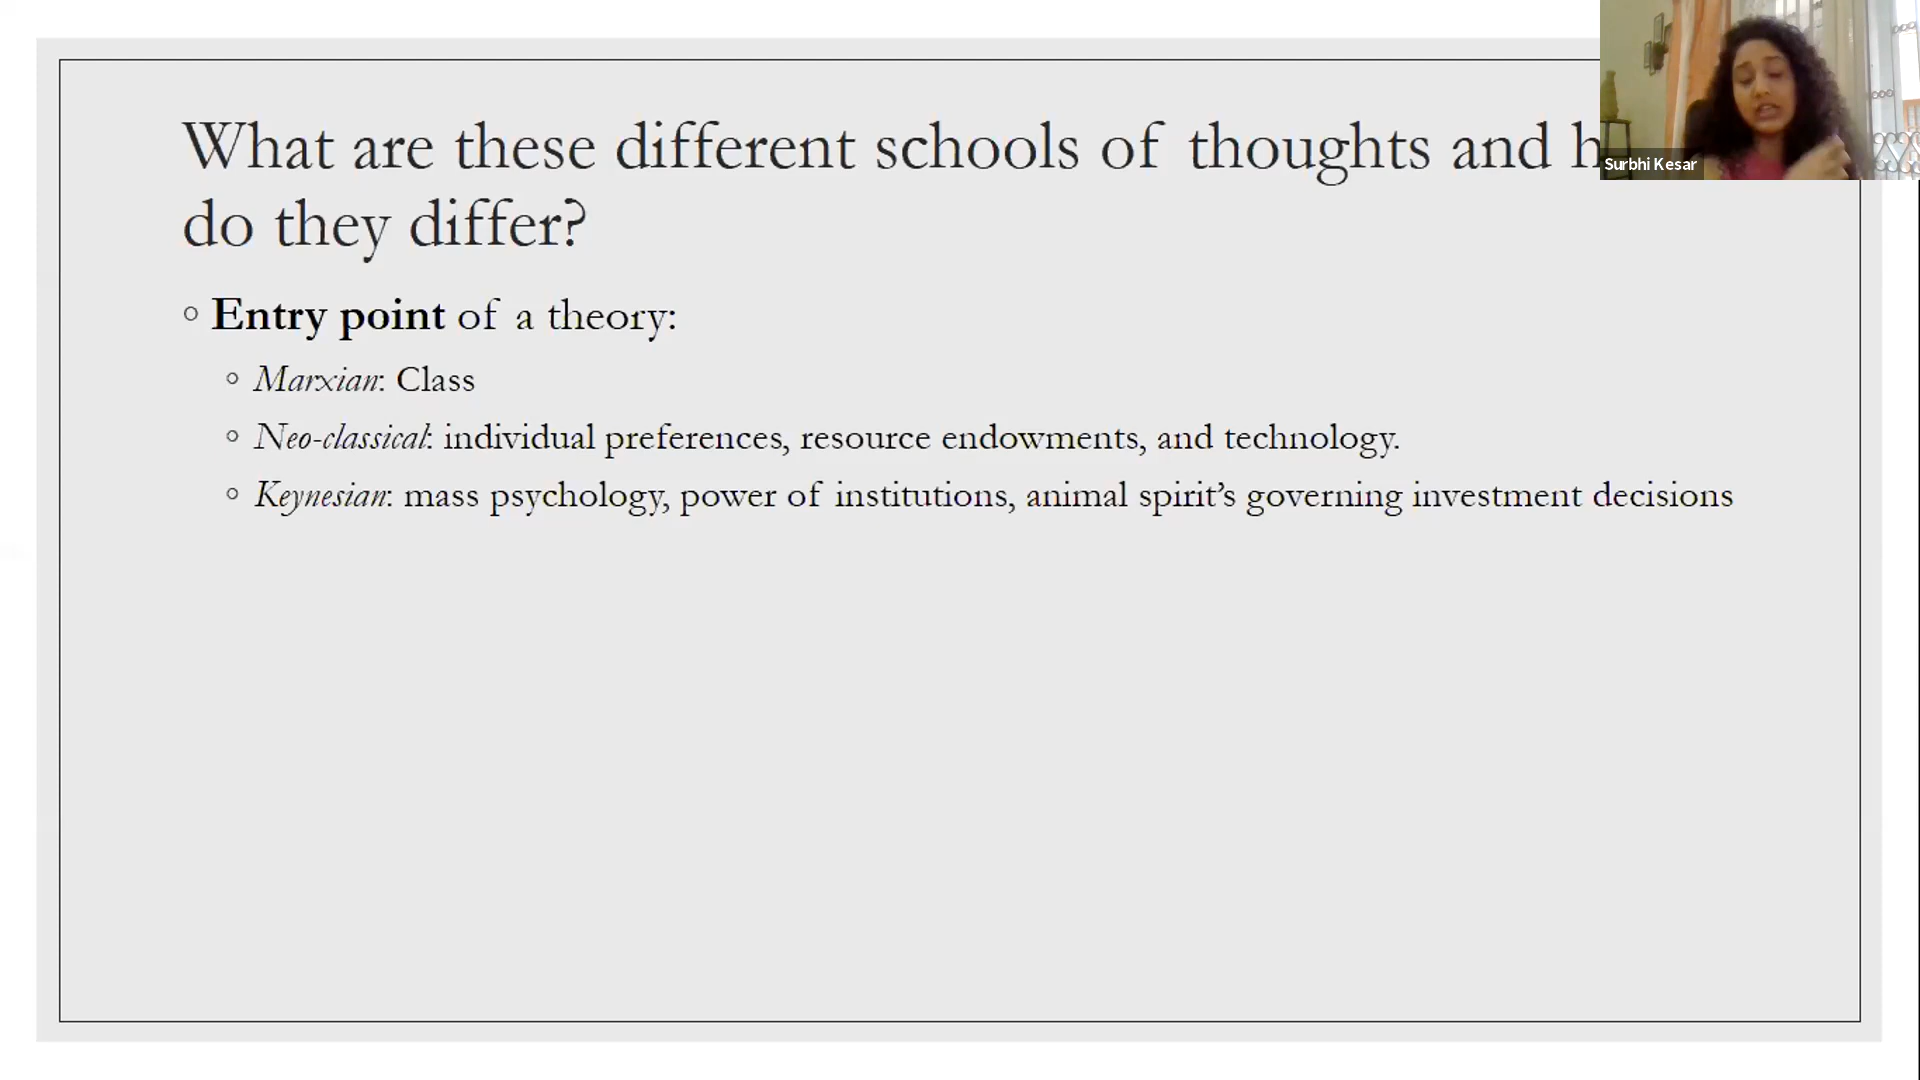 What are these different schools of thoughts and h
do they differ?
Surbhi Kesar
Entry point of a theory:
Marxian: Class
Neo-classical: individual preferences, resource endowments, and technology.
Keynesian: mass psychology, power of institutions, animal spirit’s governing investment decisions